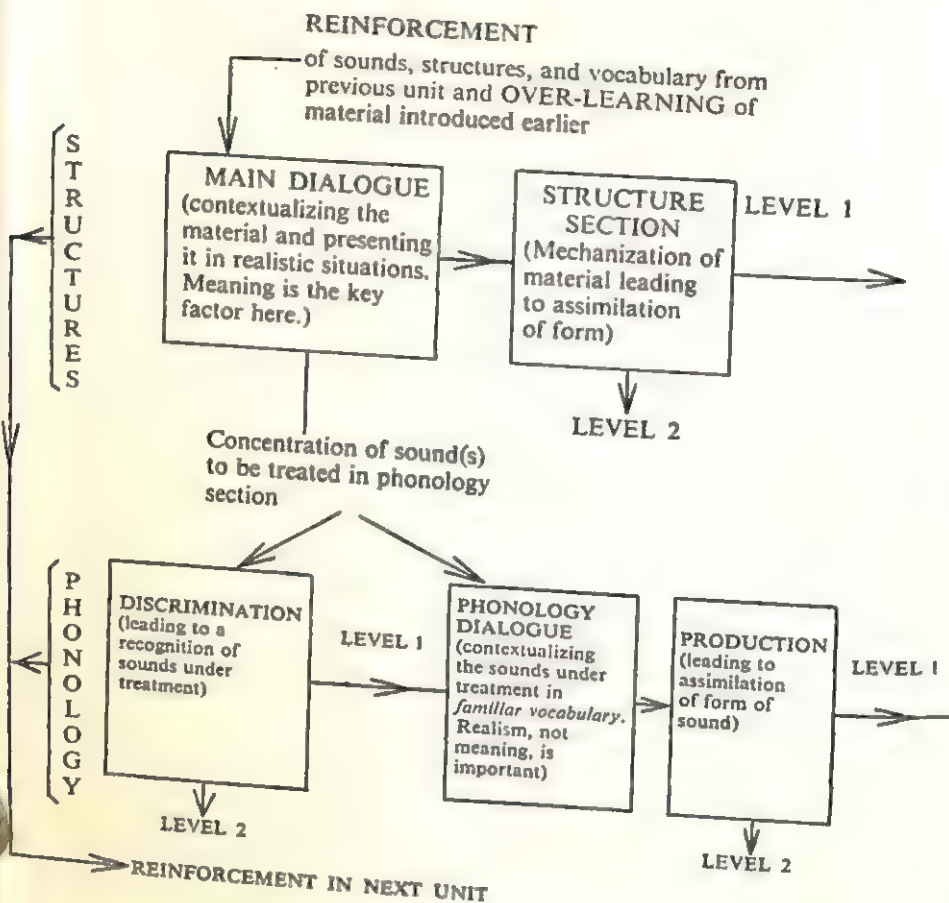 REINFORCEMENT
of sounds, structures, and vocabulary from
previous unit and OVER-LEARNING of
material introduced earlier
STRUCTURES
MAIN DIALOGUE
(contextualizing the
material and presenting
it in realistic situations.
Meaning is the key
factor here.)
STRUCTURE
SECTION
(Mechanization of
material leading
to assimilation
of form)
LEVEL 1
LEVEL 2
Concentration of sound(s)
to be treated in phonology
section
PHONOLOGY
DISCRIMINATION
(leading to a
recognition of
sounds under
treatment)
LEVEL 1
PHONOLOGY
DIALOGUE
(contextualizing
the sounds under
treatment in
familiar vocabulary.
Realism, not
meaning, is
important)
PRODUCTION
(leading to
assimilation
of form of
sound)
LEVEL 1
LEVEL 2
LEVEL 2
REINFORCEMENT IN NEXT UNIT